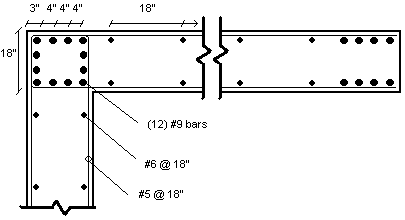 3" 4" 4" 4" 18"
18"
(12) #9 bars
#6 @ 18"
#5 @ 18"